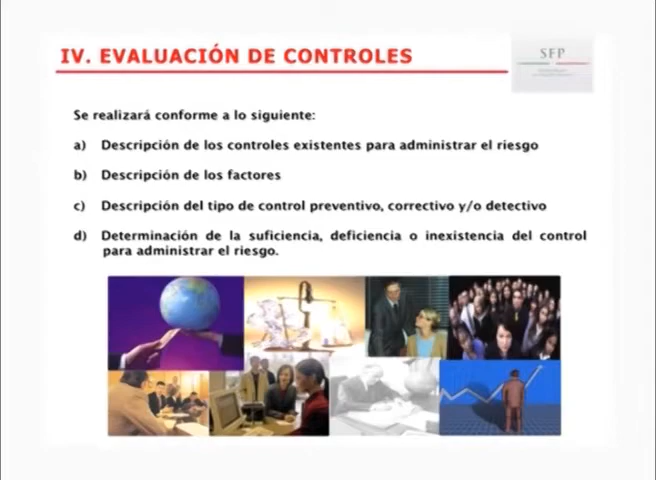 IV. EVALUACIÓN DE CONTROLES
SFP
Se realizará conforme a lo siguiente:
a) Descripción de los controles existentes para administrar el riesgo
b) Descripción de los factores
c) Descripción del tipo de control preventivo, correctivo y/o detectivo
d) Determinación de la suficiencia, deficiencia o inexistencia del control
para administrar el riesgo.